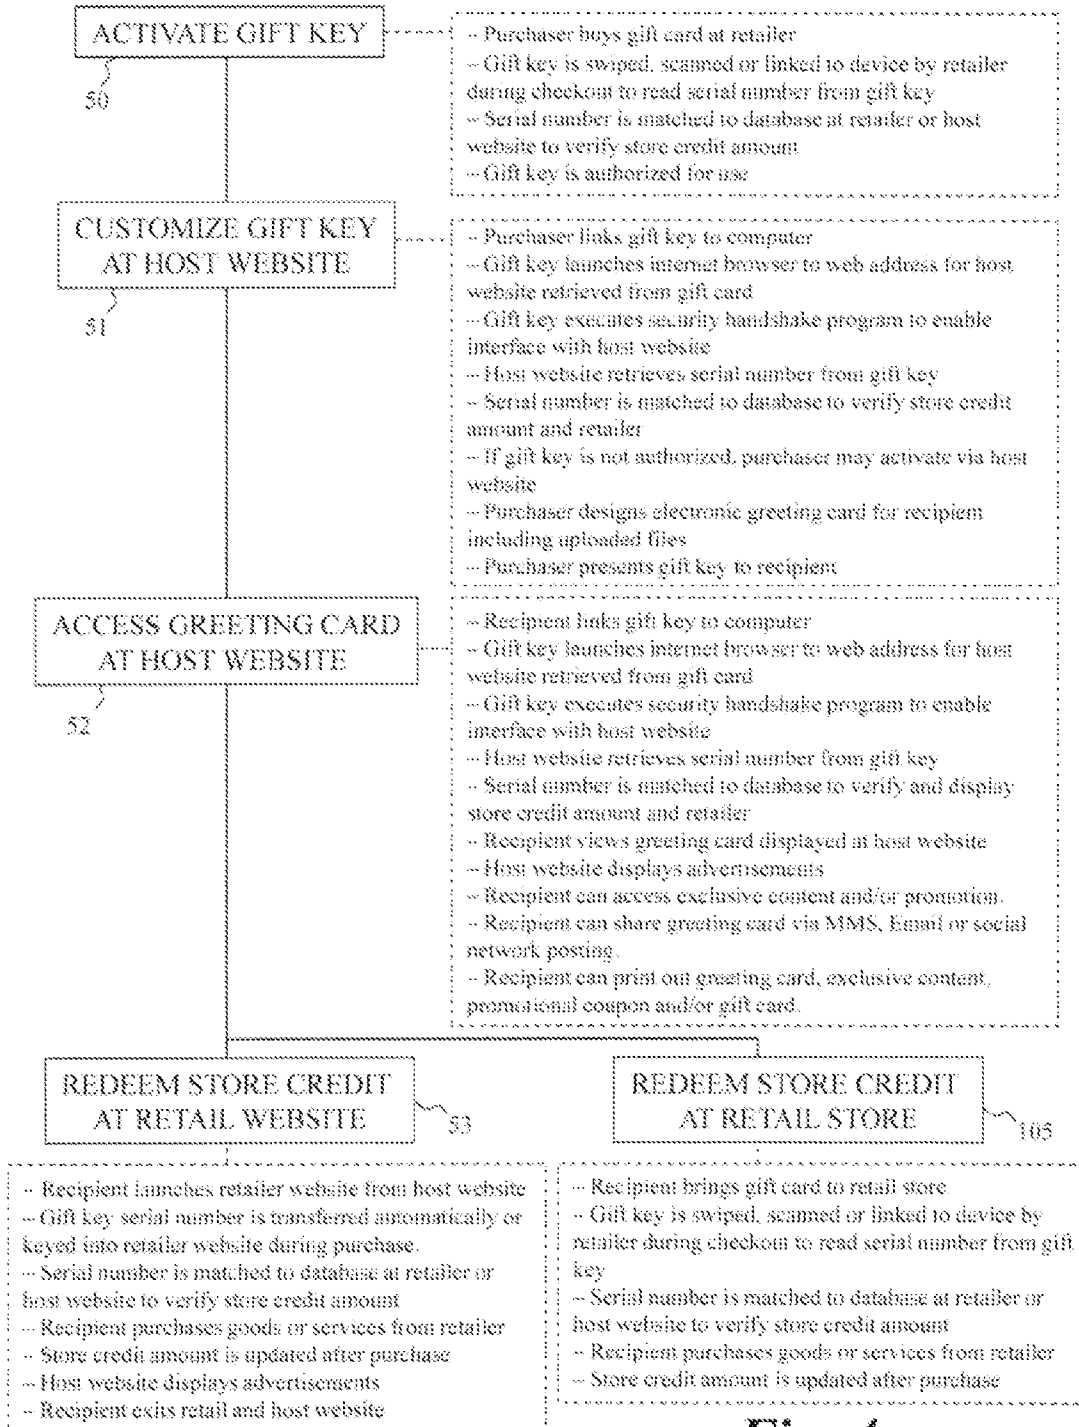 ACTIVATE GIFT KEY
50
-- Purchaser buys gift card at retailer
-- Gift key is swiped, scanned or linked to device by retailer
during checkout to read serial number from gift key
-- Serial number is matched to database at retailer or host
website to verify store credit amount
-- Gift key is authorized for use
CUSTOMIZE GIFT KEY
AT HOST WEBSITE
51
-- Purchaser links gift key to computer
-- Gift key launches internet browser to web address for host
website retrieved from gift card
-- Gift key executes security handshake program to enable
interface with host website
-- Host website retrieves serial number from gift key
-- Serial number is matched to database to verify store credit
amount and retailer
-- If gift key is not authorized, purchaser may activate via host
website
-- Purchaser designs electronic greeting card for recipient
including uploaded files
-- Purchaser presents gift key to recipient
ACCESS GREETING CARD
AT HOST WEBSITE
52
-- Recipient links gift key to computer
-- Gift key launches internet browser to web address for host
website retrieved from gift card
-- Gift key executes security handshake program to enable
interface with host website
-- Host website retrieves serial number from gift key
-- Serial number is matched to database to verify and display
store credit amount and retailer
-- Recipient views greeting card displayed at host website
-- Host website displays advertisements
-- Recipient can access exclusive content and/or promotion.
-- Recipient can share greeting card via MMS, Email or social
network posting.
-- Recipient can print out greeting card, exclusive content,
promotional coupon and/or gift card.
REDEEM STORE CREDIT
AT RETAIL WEBSITE
53
-- Recipient launches retailer website from host website
-- Gift key serial number is transferred automatically or
keyed into retailer website during purchase.
-- Serial number is matched to database at retailer or
host website to verify store credit amount
-- Recipient purchases goods or services from retailer
-- Store credit amount is updated after purchase
-- Host website displays advertisements
-- Recipient exits retail and host website
REDEEM STORE CREDIT
AT RETAIL STORE
105
-- Recipient brings gift card to retail store
-- Gift key is swiped, scanned or linked to device by
retailer during checkout to read serial number from gift
key
-- Serial number is matched to database at retailer or
host website to verify store credit amount
-- Recipient purchases goods or services from retailer
-- Store credit amount is updated after purchase